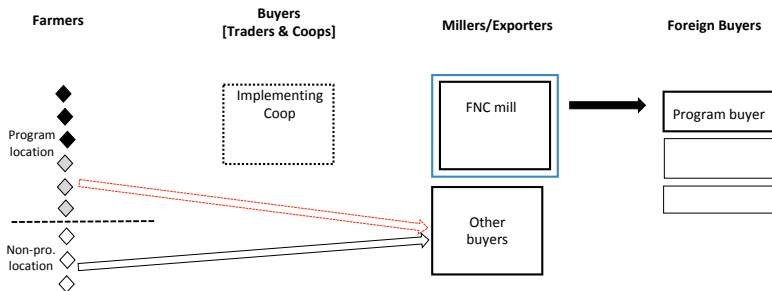 Farmers
Buyers
[Traders & Coops]
Millers/Exporters
Foreign Buyers
Implementing
Coop
FNC mill
Program buyer
Program
location
Other
buyers
Non-pro.
location